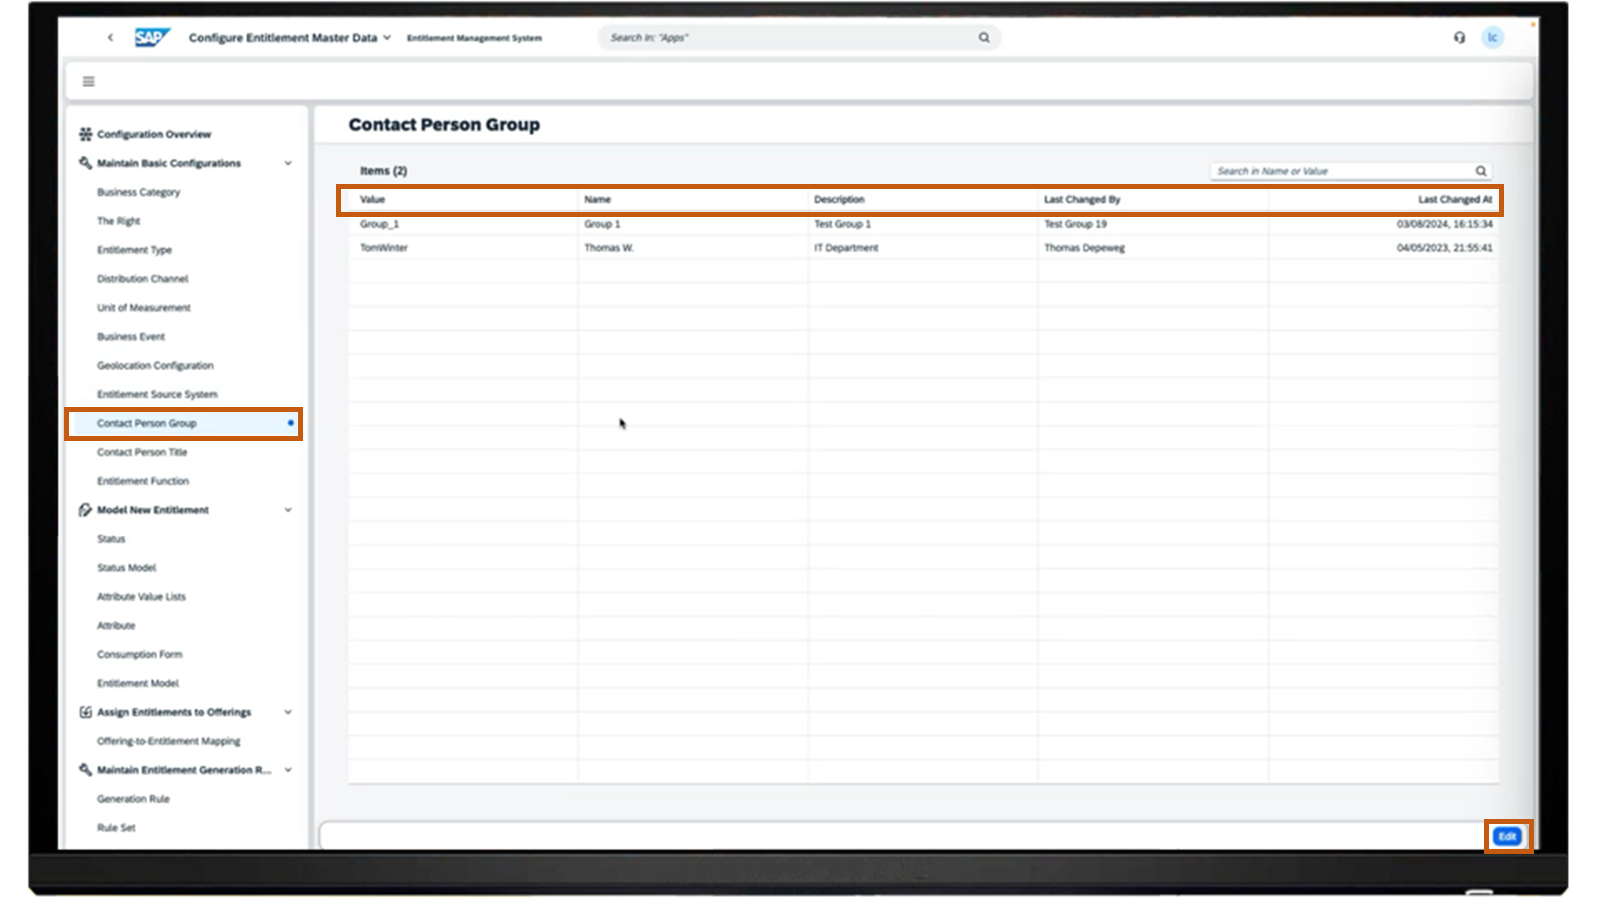 SAP Configure Entitlement Master Data Entitlement Management System Search In: "Apps" lc
Contact Person Group
Configuration Overview
Maintain Basic Configurations
Business Category
The Right
Entitlement Type
Distribution Channel
Unit of Measurement
Business Event
Geolocation Configuration
Entitlement Source System
Contact Person Group
Contact Person Title
Entitlement Function
Model New Entitlement
Status
Status Model
Attribute Value Lists
Attribute
Consumption Form
Entitlement Model
Assign Entitlements to Offerings
Offering-to-Entitlement Mapping
Maintain Entitlement Generation R...
Generation Rule
Rule Set
Items (2) Search in Name or Value
Value Name Description Last Changed By Last Changed At
Group_1 Group 1 Test Group 1 Test Group 19 03/08/2024, 16:15:34
TomWinter Thomas W. IT Department Thomas Depeweg 04/05/2023, 21:55:41
Edit